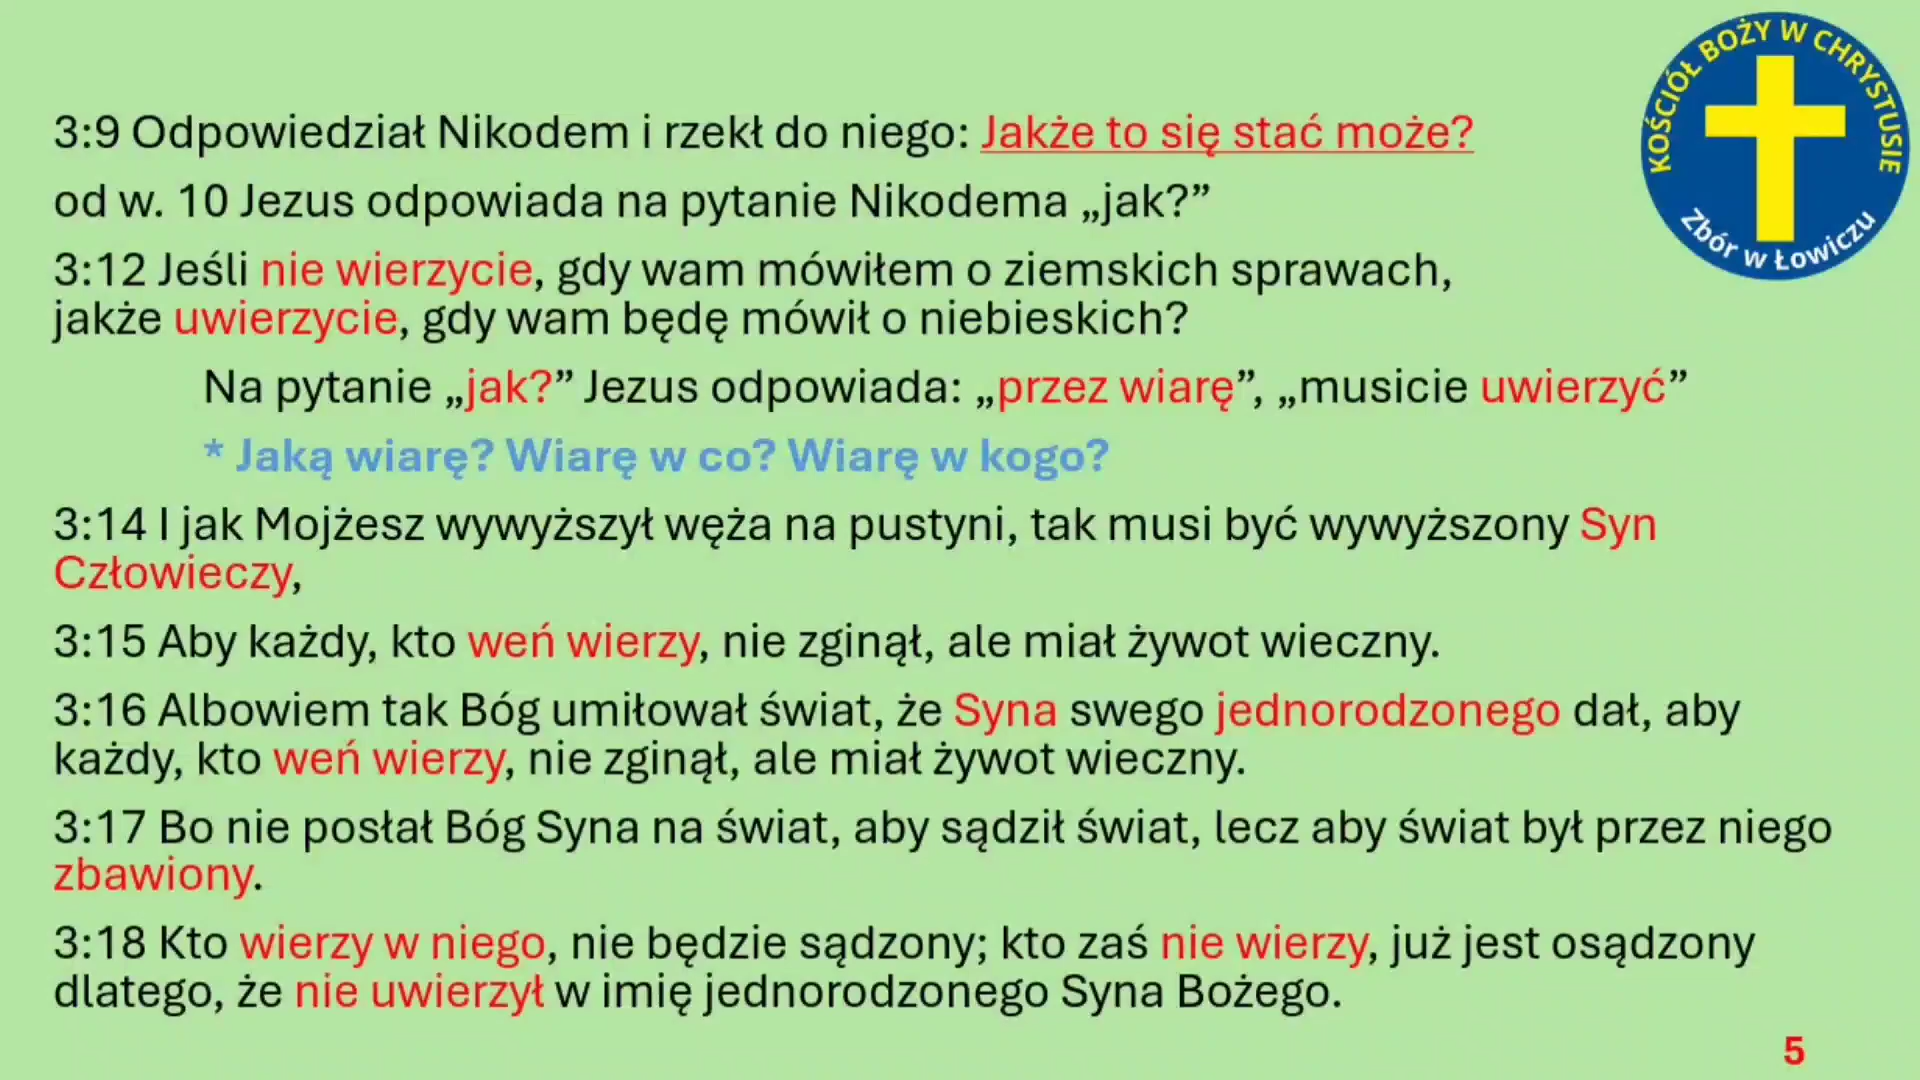 KOŚCIÓŁ BOŻY W CHRYSTUSIE
Zbór w Łowiczu
3:9 Odpowiedział Nikodem i rzekł do niego: Jakże to się stać może?
od w. 10 Jezus odpowiada na pytanie Nikodema „jak?”
3:12 Jeśli nie wierzycie, gdy wam mówiłem o ziemskich sprawach,
jakże uwierzycie, gdy wam będę mówił o niebieskich?
Na pytanie „jak?” Jezus odpowiada: „przez wiarę”, „musicie uwierzyć”
* Jaką wiarę? Wiarę w co? Wiarę w kogo?
3:14 I jak Mojżesz wywyższył węża na pustyni, tak musi być wywyższony Syn
Człowieczy,
3:15 Aby każdy, kto weń wierzy, nie zginął, ale miał żywot wieczny.
3:16 Albowiem tak Bóg umiłował świat, że Syna swego jednorodzonego dał, aby
każdy, kto weń wierzy, nie zginął, ale miał żywot wieczny.
3:17 Bo nie posłał Bóg Syna na świat, aby sądził świat, lecz aby świat był przez niego
zbawiony.
3:18 Kto wierzy w niego, nie będzie sądzony; kto zaś nie wierzy, już jest osądzony
dlatego, że nie uwierzył w imię jednorodzonego Syna Bożego.
5